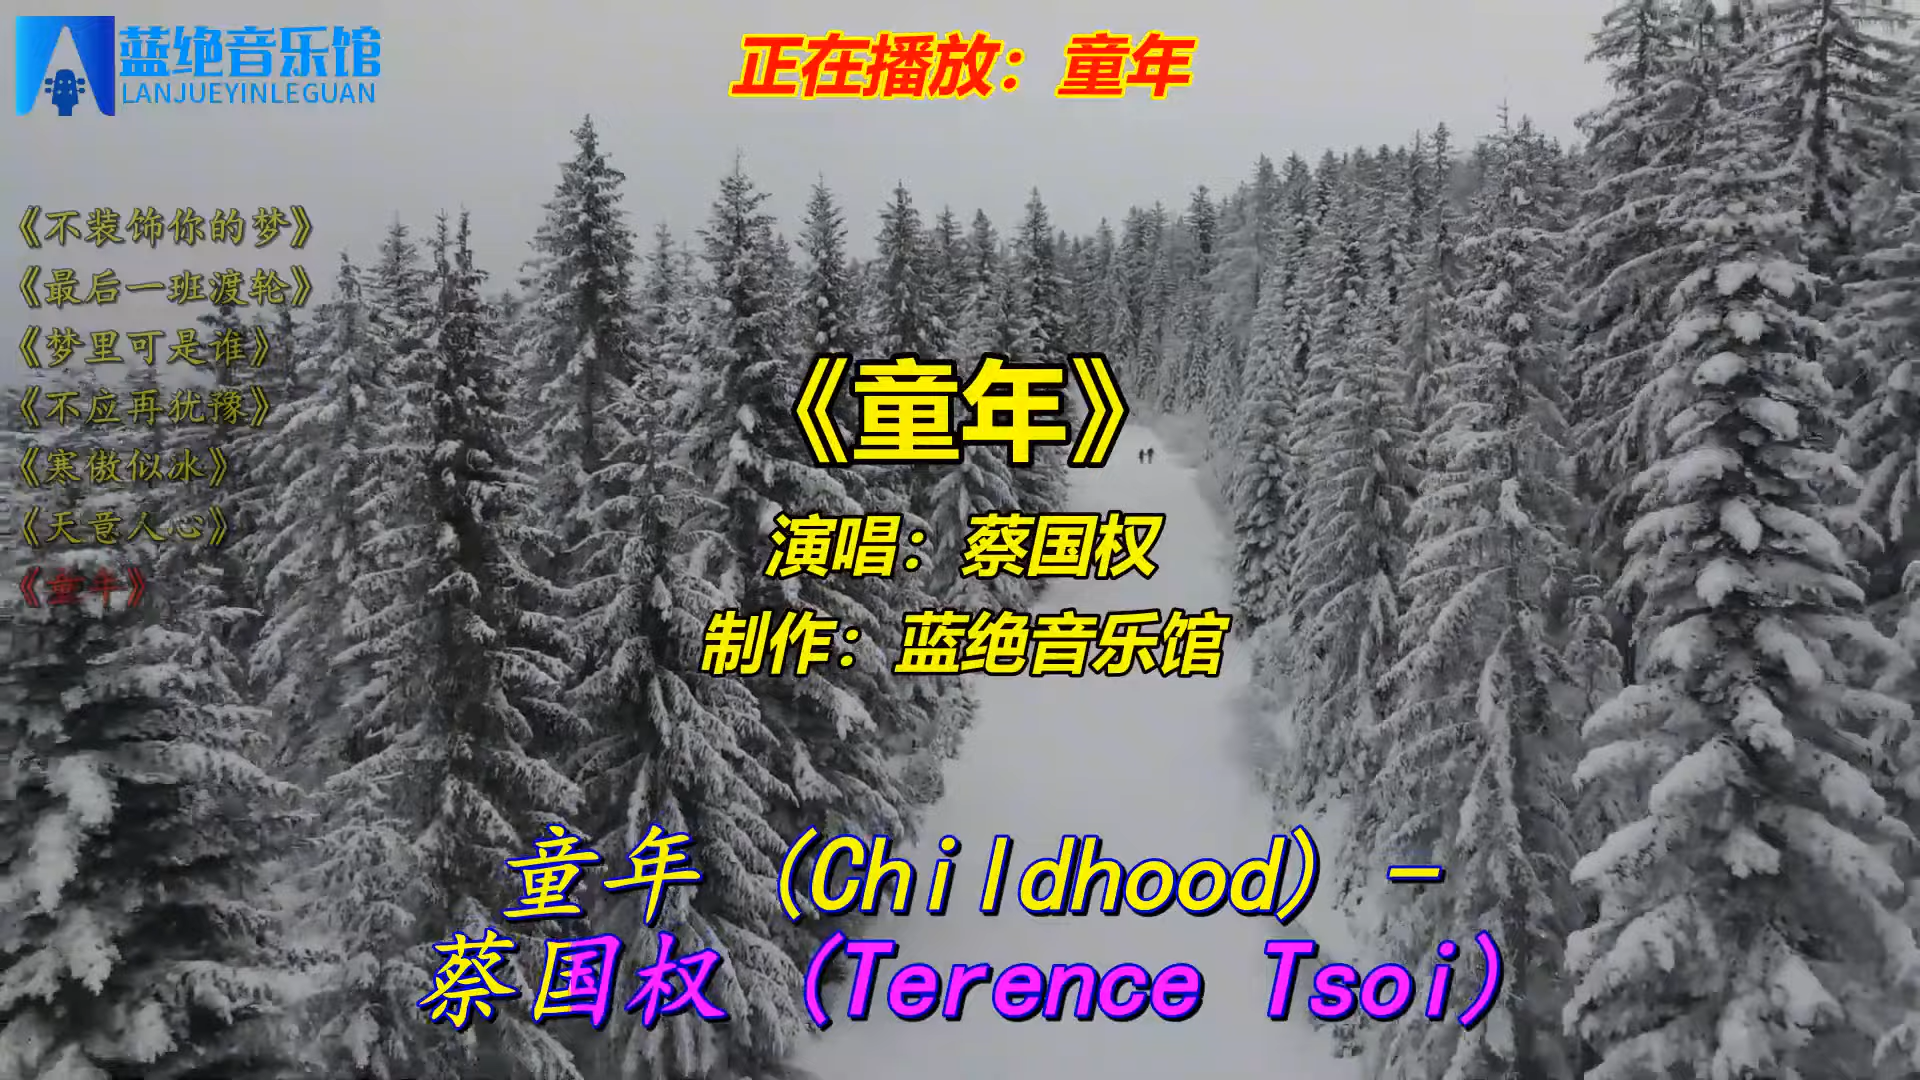 蓝绝音乐馆
LANJUEYINLEGUAN
正在播放：童年
《不装饰你的梦》
《最后一班渡轮》
《梦里可是谁》
《不应再犹豫》
《寒傲似冰》
《天意人心》
《童年》
《童年》
演唱：蔡国权
制作：蓝绝音乐馆
童年 (Childhood) -
蔡国权 (Terence Tsoi)